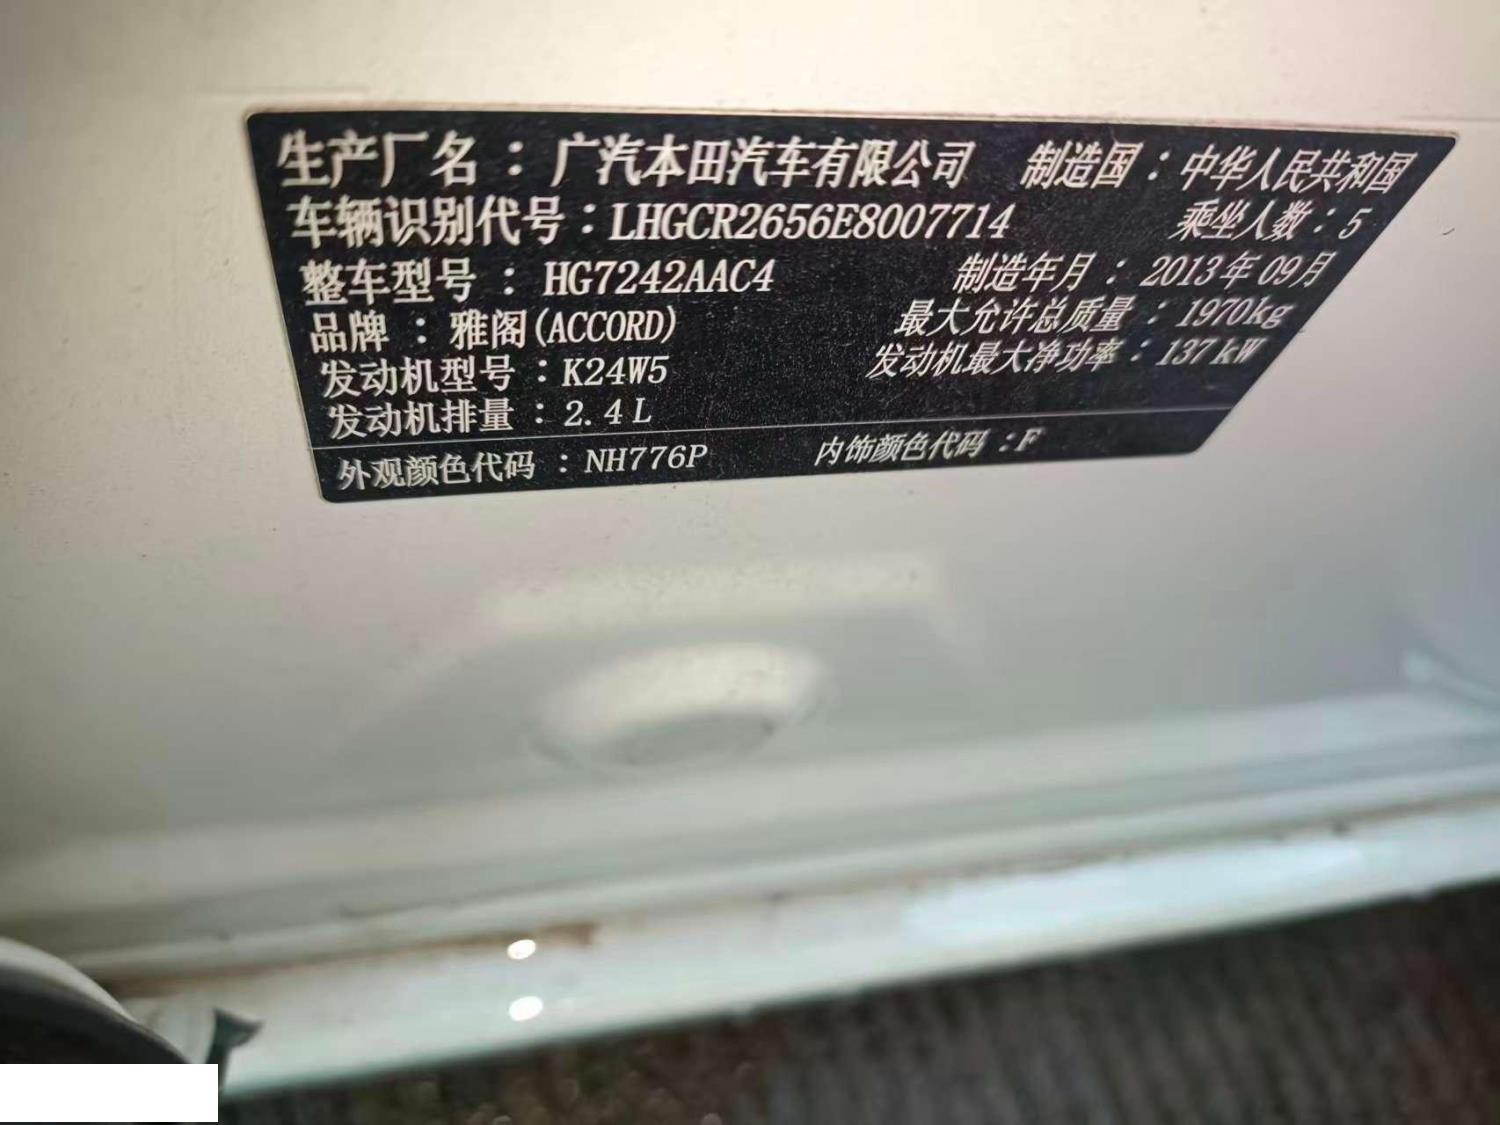 生产厂名：广汽本田汽车有限公司 制造国：中华人民共和国
车辆识别代号：LHGCR2656E8007714 乘坐人数：5
整车型号：HG7242AAC4 制造年月：2013年09月
品牌：雅阁(ACCORD) 最大允许总质量：1970kg
发动机型号：K24W5 发动机最大净功率：137kW
发动机排量：2.4L
外观颜色代码：NH776P 内饰颜色代码：F